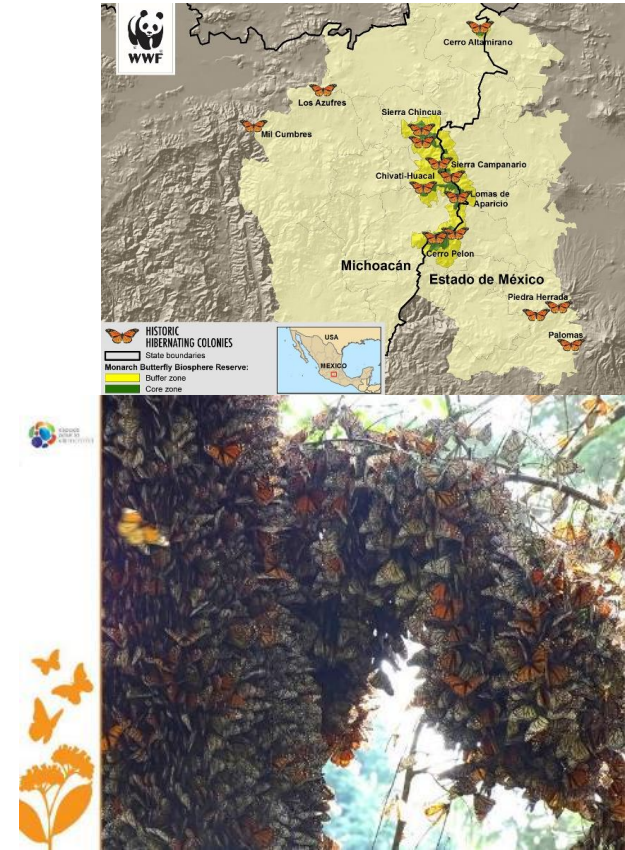 WWF
Cerro Altamirano
Los Azufres
Sierra Chincua
Mil Cumbres
Sierra Campanario
Chivati-Huacal
Lomas de
Aparicio
Cerro Pelon
Michoacán
Estado de México
Piedra Herrada
Palomas
HISTORIC
HIBERNATING COLONIES
State boundaries
Monarch Butterfly Biosphere Reserve:
Buffer zone
Core zone
USA
MEXICO